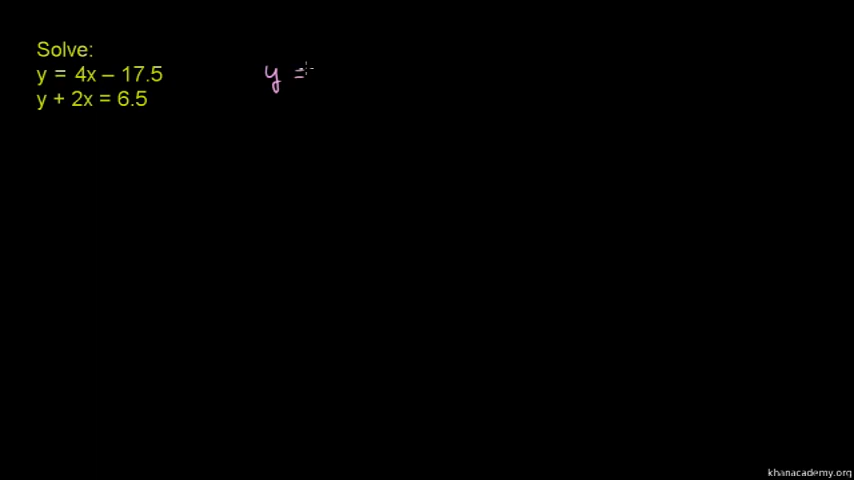 Solve:
y = 4x – 17.5
y =
y + 2x = 6.5
khanacademy.org